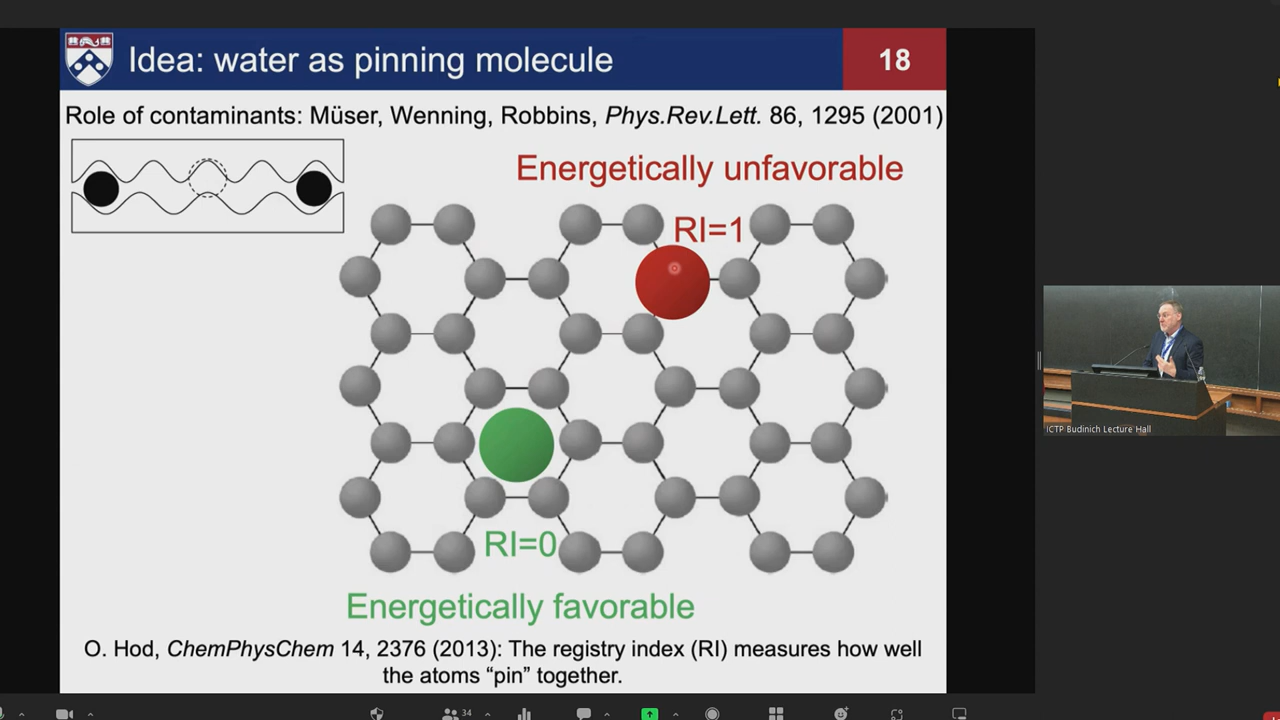 Idea: water as pinning molecule
18
Role of contaminants: Müser, Wenning, Robbins, Phys.Rev.Lett. 86, 1295 (2001)
Energetically unfavorable
RI=1
RI=0
Energetically favorable
O. Hod, ChemPhysChem 14, 2376 (2013): The registry index (RI) measures how well
the atoms “pin” together.
ICTP Budinich Lecture Hall
34